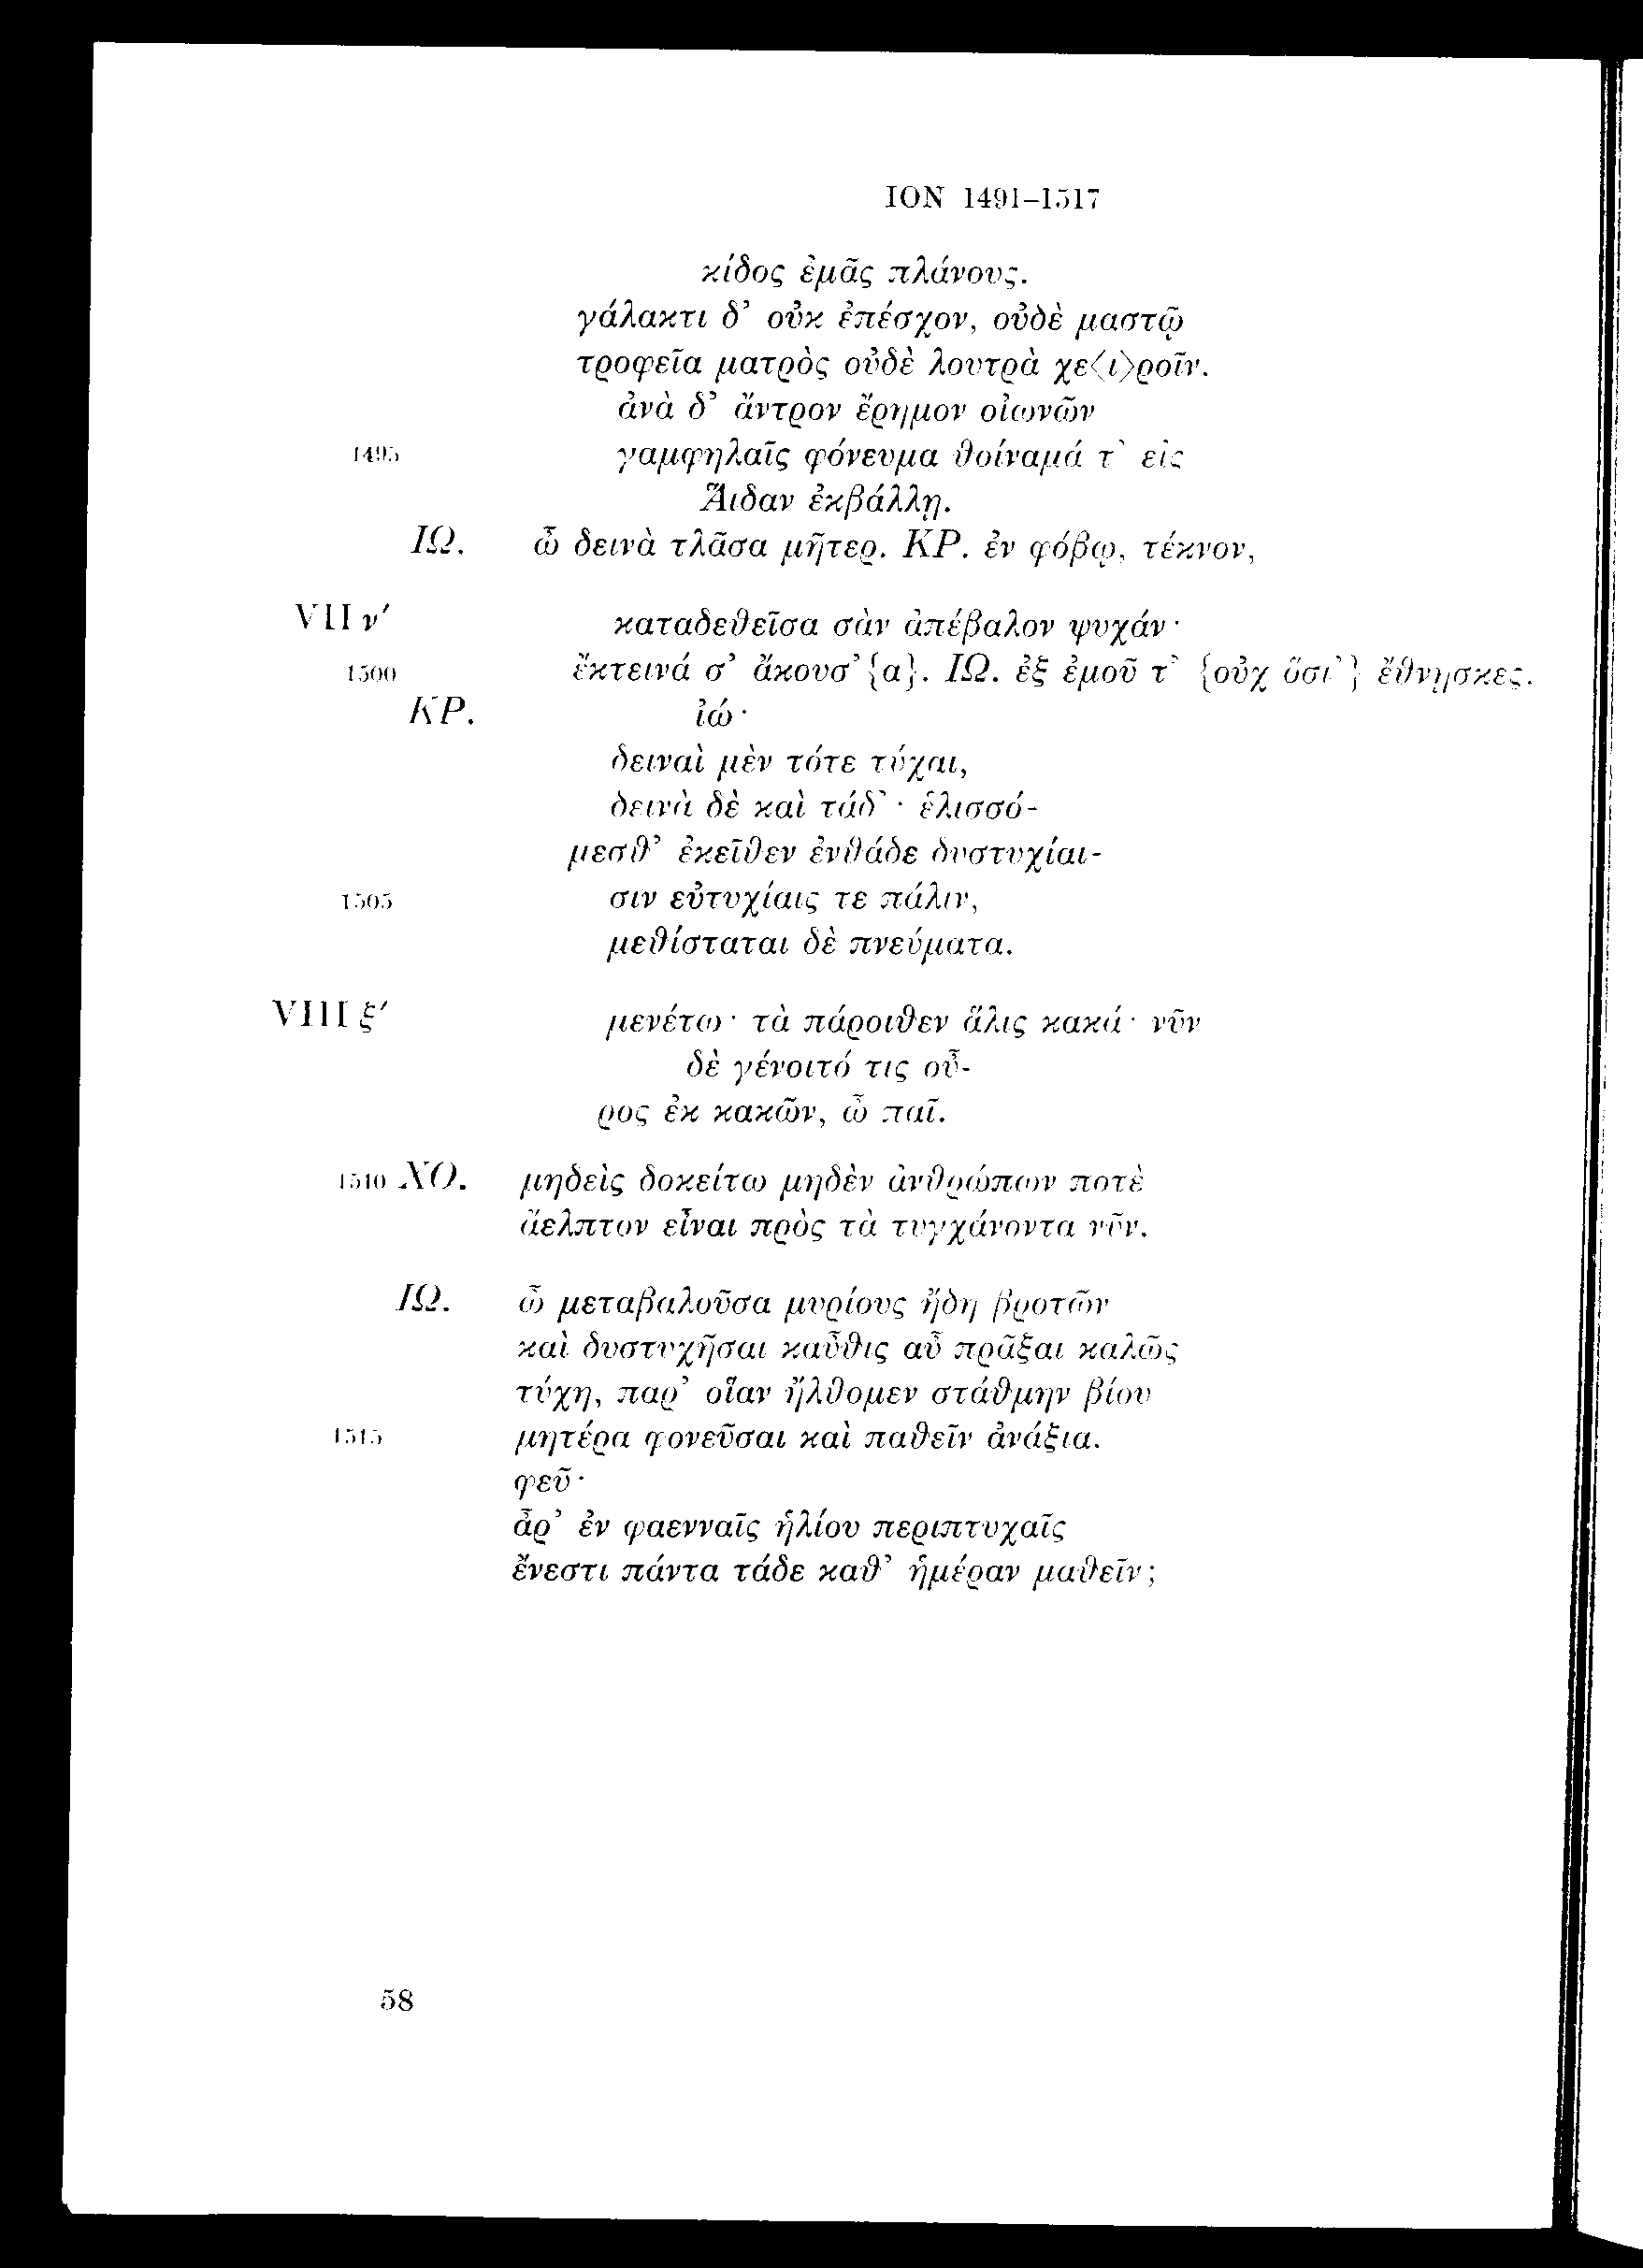 ION 1491–1517
κίδος ἐμᾶς πλάνους.
γάλακτι δ’ οὐκ ἐπέσχον, οὐδὲ μαστῷ
τροφεῖα ματρὸς οὐδὲ λουτρὰ χε⟨ι⟩ροῖν.
ἀνὰ δ’ ἄντρον ἔρημον οἰωνῶν
1495 γαμφηλαῖς φόνευμα θοίναμά τ’ εἰς
Ἅιδαν ἐκβάλλῃ.
ΙΩ. ὦ δεινὰ τλᾶσα μῆτερ. ΚΡ. ἐν φόβῳ, τέκνον,
VII ν′ καταδεθεῖσα σὰν ἀπέβαλον ψυχάν·
1500 ἔκτεινά σ’ ἄκουσ’{α}. ΙΩ. ἐξ ἐμοῦ τ’ {οὐχ ὅσι’} ἔθνῃσκες.
ΚΡ. ἰώ·
δειναὶ μὲν τότε τύχαι,
δεινὰ δὲ καὶ τάδ’· ἑλισσό-
μεσθ’ ἐκεῖθεν ἐνθάδε δυστυχίαι-
1505 σιν εὐτυχίαις τε πάλιν,
μεθίσταται δὲ πνεύματα.
VIII ξ′ μενέτω· τὰ πάροιθεν ἅλις κακά· νῦν
δὲ γένοιτό τις οὖ-
ρος ἐκ κακῶν, ὦ παῖ.
1510 ΧΟ. μηδεὶς δοκείτω μηδὲν ἀνθρώπων ποτὲ
ἄελπτον εἶναι πρὸς τὰ τυγχάνοντα νῦν.
ΙΩ. ὦ μεταβαλοῦσα μυρίους ἤδη βροτῶν
καὶ δυστυχῆσαι καὖθις αὖ πρᾶξαι καλῶς
τύχη, παρ’ οἵαν ἤλθομεν στάθμην βίου
1515 μητέρα φονεῦσαι καὶ παθεῖν ἀνάξια.
φεῦ·
ἆρ’ ἐν φαενναῖς ἡλίου περιπτυχαῖς
ἔνεστι πάντα τάδε καθ’ ἡμέραν μαθεῖν;
58